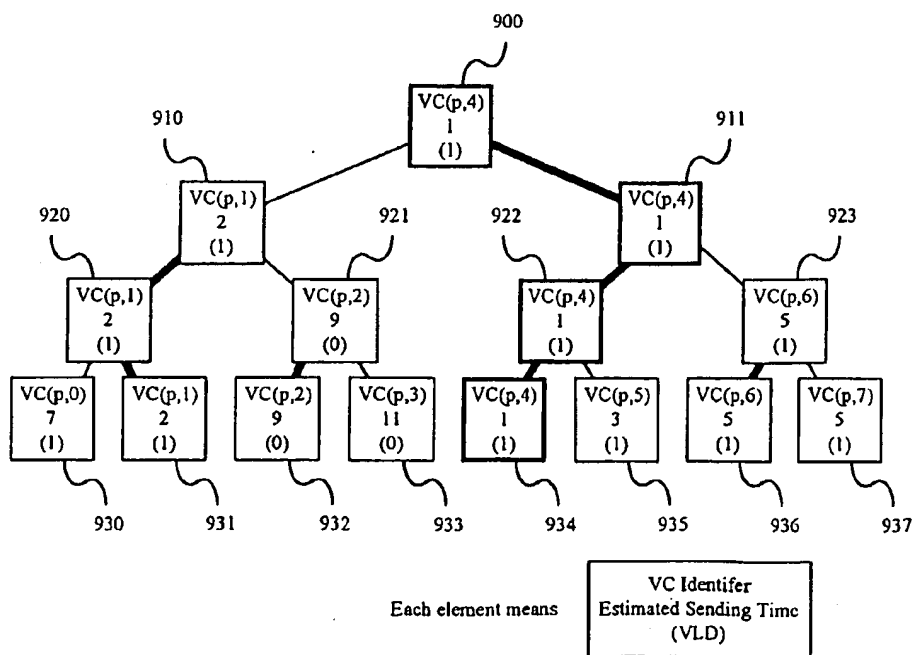 900
VC(p,4)
1
(1)
910
911
VC(p,1)
2
(1)
VC(p,4)
1
(1)
920
921
922
923
VC(p,1)
2
(1)
VC(p,2)
9
(0)
VC(p,4)
1
(1)
VC(p,6)
5
(1)
VC(p,0)
7
(1)
VC(p,1)
2
(1)
VC(p,2)
9
(0)
VC(p,3)
11
(0)
VC(p,4)
1
(1)
VC(p,5)
3
(1)
VC(p,6)
5
(1)
VC(p,7)
5
(1)
930
931
932
933
934
935
936
937
Each element means
VC Identifer
Estimated Sending Time
(VLD)